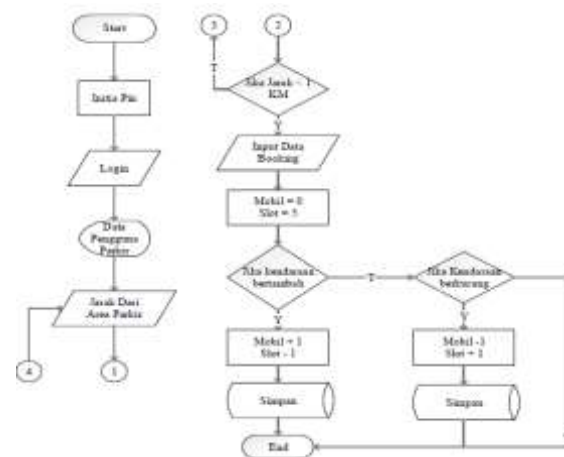 Start
Inisia Pin
Login
Data
Pengguna
Parkir
Jarak Dari
Area Parkir
4
1
3
2
T
Jika Jarak < 1
KM
Y
Input Data
Booking
Mobil = 0
Slot = 5
Jika kendaraan
bertambah
T
Jika Kendaraan
berkurang
Y
Y
Mobil + 1
Slot - 1
Mobil -1
Slot + 1
Simpan
Simpan
End